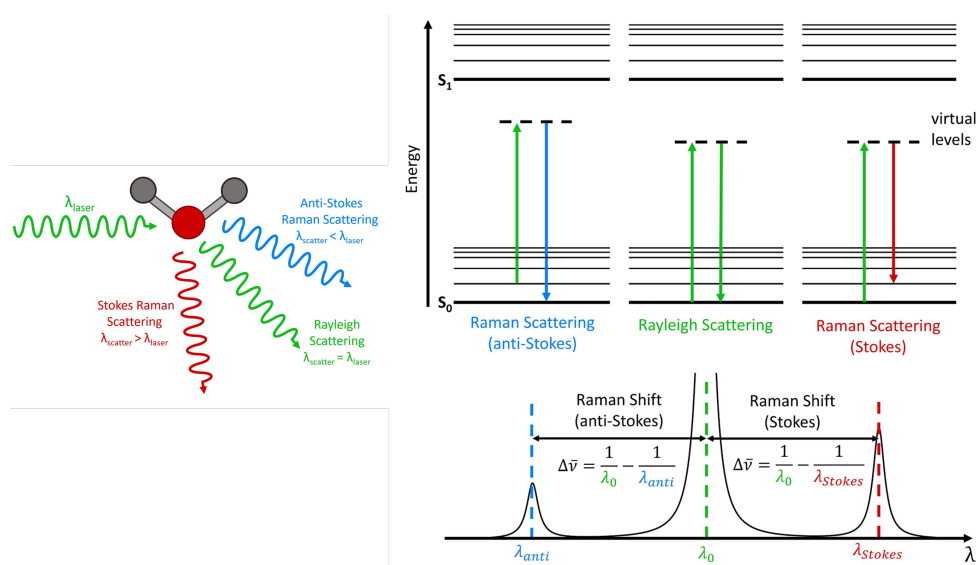 λlaser
Anti-Stokes
Raman Scattering
λscatter < λlaser
Stokes Raman
Scattering
λscatter > λlaser
Rayleigh
Scattering
λscatter = λlaser
Energy
S1
S0
virtual
levels
Raman Scattering
(anti-Stokes)
Rayleigh Scattering
Raman Scattering
(Stokes)
Raman Shift
(anti-Stokes)
Δν̄ = 1/λ0 − 1/λanti
Raman Shift
(Stokes)
Δν̄ = 1/λ0 − 1/λStokes
λanti
λ0
λStokes
λ